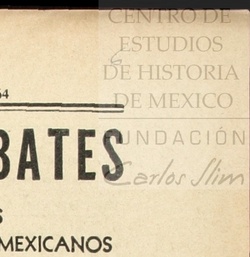 CENTRO DE
ESTUDIOS
DE HISTORIA
DE MEXICO
64
FUNDACIÓN
BATES
Carlos Slim
S
MEXICANOS